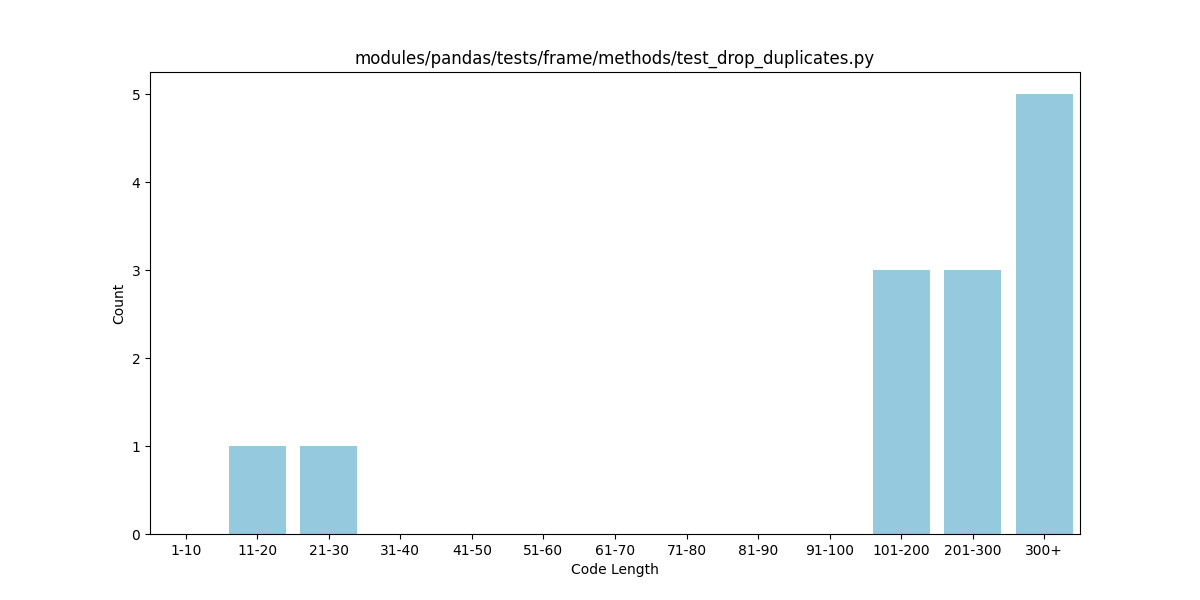 modules/pandas/tests/frame/methods/test_drop_duplicates.py
5
4
3
2
1
0
Count
1-10 11-20 21-30 31-40 41-50 51-60 61-70 71-80 81-90 91-100 101-200 201-300 300+
Code Length